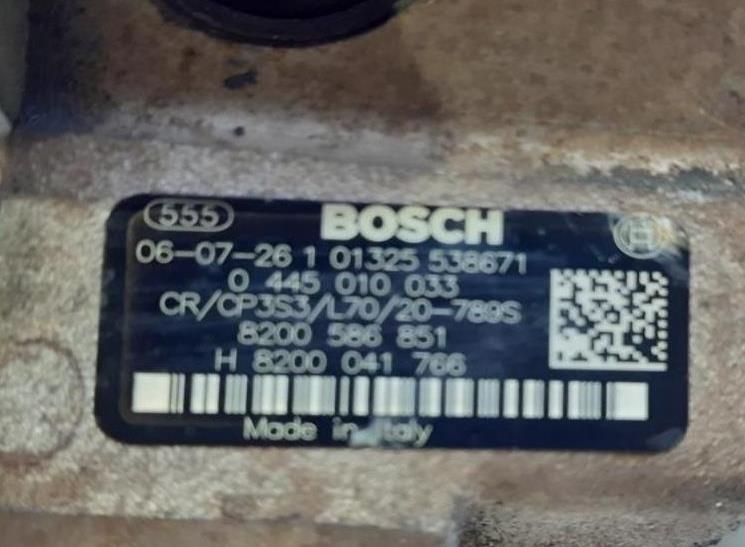 555 BOSCH
06-07-26 1 01325 538671
0 445 010 033
CR/CP3S3/L70/20-789S
8200 586 851
H 8200 041 766
Made in Italy